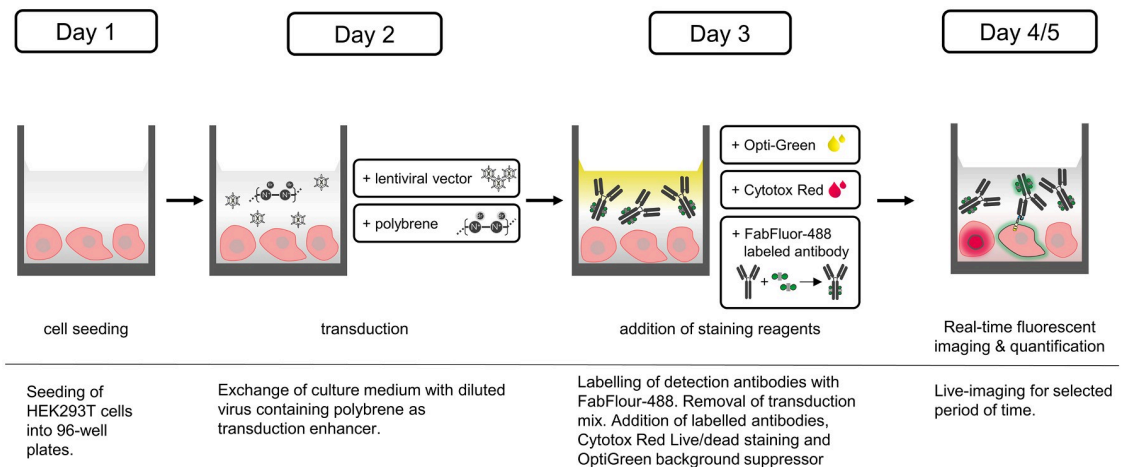 Day 1
Day 2
Day 3
Day 4/5
+ lentiviral vector
+ polybrene
+ Opti-Green
+ Cytotox Red
+ FabFluor-488
labeled antibody
cell seeding
transduction
addition of staining reagents
Real-time fluorescent
imaging & quantification
Seeding of
HEK293T cells
into 96-well
plates.
Exchange of culture medium with diluted
virus containing polybrene as
transduction enhancer.
Labelling of detection antibodies with
FabFlour-488. Removal of transduction
mix. Addition of labelled antibodies,
Cytotox Red Live/dead staining and
OptiGreen background suppressor
Live-imaging for selected
period of time.